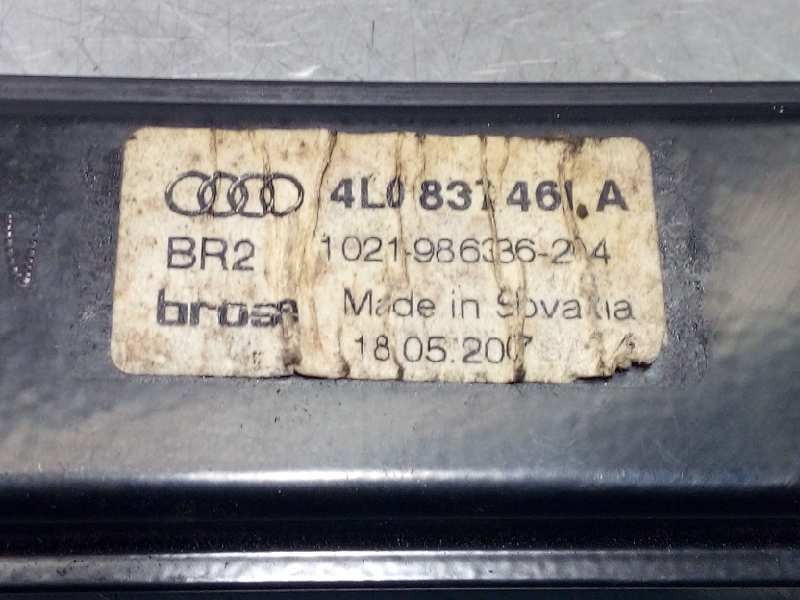 4L0 837 461 A
BR2 1021-986336-204
brose
Made in Slovakia
18.05.2007